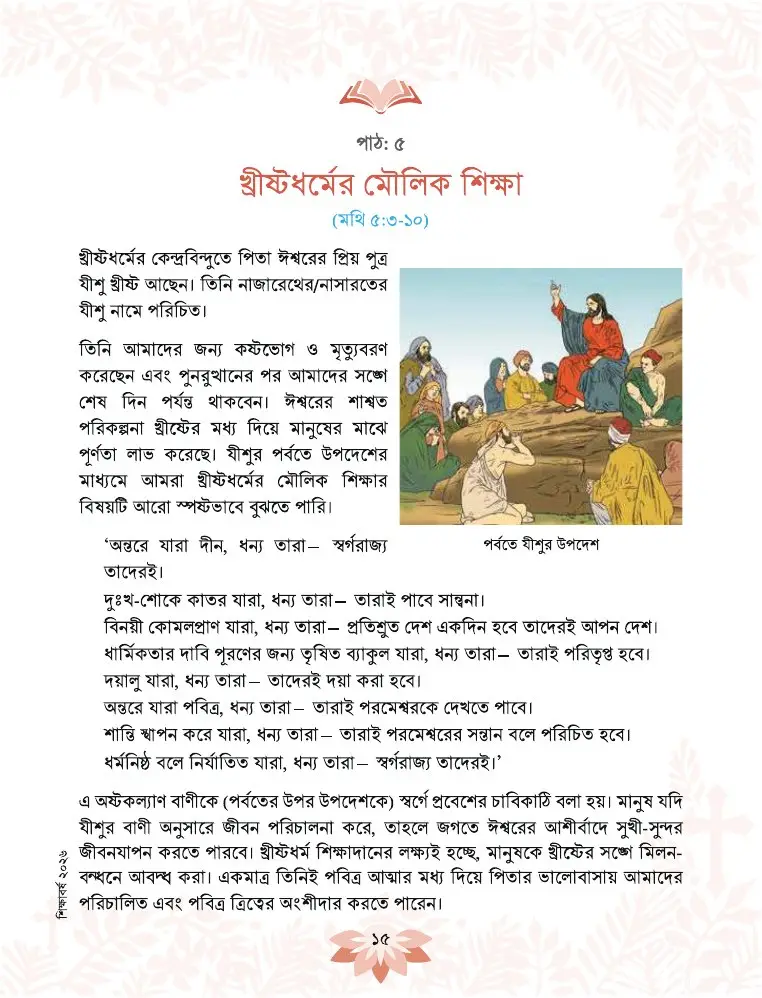 পাঠ: ৫
খ্রীষ্টধর্মের মৌলিক শিক্ষা
(মথি ৫:৩-১০)
খ্রীষ্টধর্মের কেন্দ্রবিন্দুতে পিতা ঈশ্বরের প্রিয় পুত্র
যীশু খ্রীষ্ট আছেন। তিনি নাজারেথের/নাসারতের
যীশু নামে পরিচিত।
তিনি আমাদের জন্য কষ্টভোগ ও মৃত্যুবরণ
করেছেন এবং পুনরুত্থানের পর আমাদের সঙ্গে
শেষ দিন পর্যন্ত থাকবেন। ঈশ্বরের শাশ্বত
পরিকল্পনা খ্রীষ্টের মধ্য দিয়ে মানুষের মাঝে
পূর্ণতা লাভ করেছে। যীশুর পর্বতে উপদেশের
মাধ্যমে আমরা খ্রীষ্টধর্মের মৌলিক শিক্ষার
বিষয়টি আরো স্পষ্টভাবে বুঝতে পারি।
পর্বতে যীশুর উপদেশ
‘অন্তরে যারা দীন, ধন্য তারা– স্বর্গরাজ্য
তাদেরই।
দুঃখ-শোকে কাতর যারা, ধন্য তারা– তারাই পাবে সান্ত্বনা।
বিনয়ী কোমলপ্রাণ যারা, ধন্য তারা– প্রতিশ্রুত দেশ একদিন হবে তাদেরই আপন দেশ।
ধার্মিকতার দাবি পূরণের জন্য তৃষিত ব্যাকুল যারা, ধন্য তারা– তারাই পরিতৃপ্ত হবে।
দয়ালু যারা, ধন্য তারা– তাদেরই দয়া করা হবে।
অন্তরে যারা পবিত্র, ধন্য তারা– তারাই পরমেশ্বরকে দেখতে পাবে।
শান্তি স্থাপন করে যারা, ধন্য তারা– তারাই পরমেশ্বরের সন্তান বলে পরিচিত হবে।
ধর্মনিষ্ঠ বলে নির্যাতিত যারা, ধন্য তারা– স্বর্গরাজ্য তাদেরই।’
এ অষ্টকল্যাণ বাণীকে (পর্বতের উপর উপদেশকে) স্বর্গে প্রবেশের চাবিকাঠি বলা হয়। মানুষ যদি
যীশুর বাণী অনুসারে জীবন পরিচালনা করে, তাহলে জগতে ঈশ্বরের আশীর্বাদে সুখী-সুন্দর
জীবনযাপন করতে পারবে। খ্রীষ্টধর্ম শিক্ষাদানের লক্ষ্যই হচ্ছে, মানুষকে খ্রীষ্টের সঙ্গে মিলন-
বন্ধনে আবদ্ধ করা। একমাত্র তিনিই পবিত্র আত্মার মধ্য দিয়ে পিতার ভালোবাসায় আমাদের
পরিচালিত এবং পবিত্র ত্রিত্বের অংশীদার করতে পারেন।
শিক্ষাবর্ষ ২০২৬
১৫